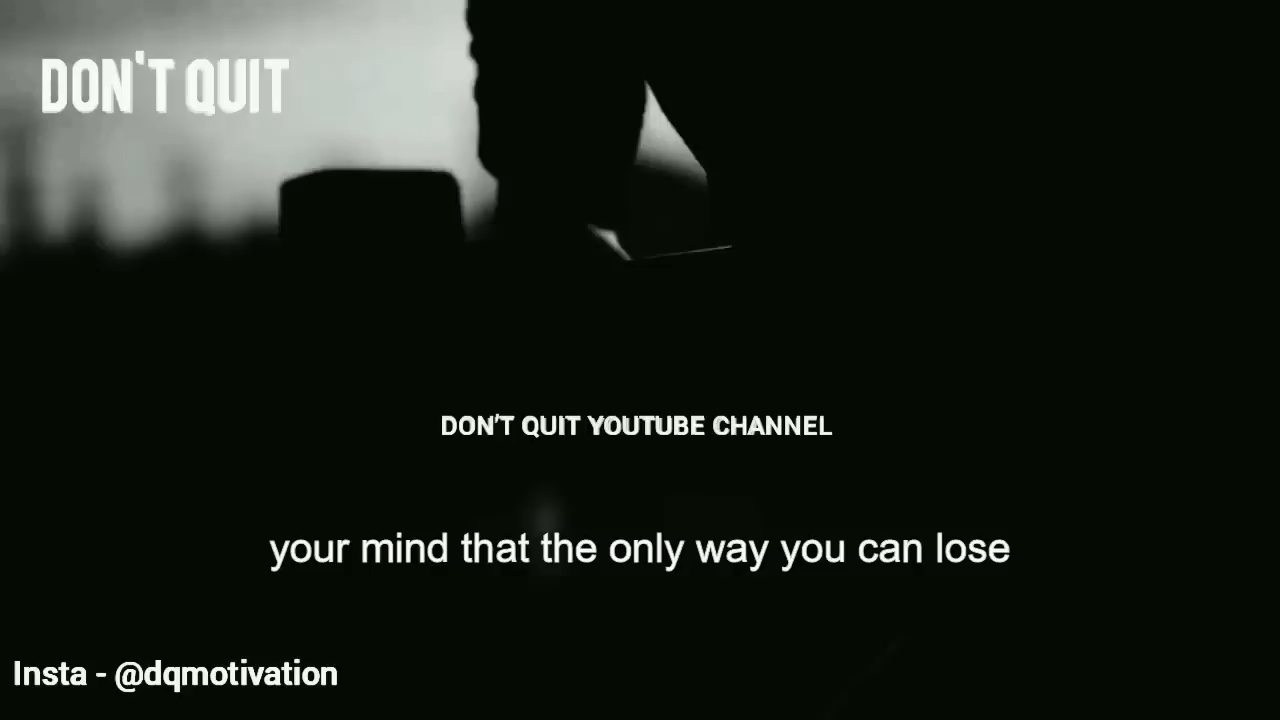 DON'T QUIT
DON'T QUIT YOUTUBE CHANNEL
your mind that the only way you can lose
Insta - @dqmotivation